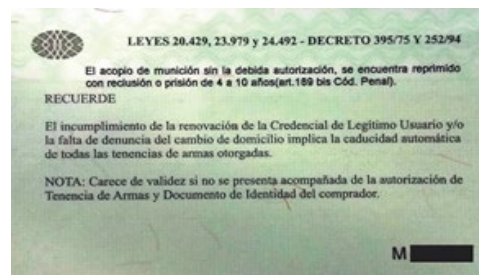 LEYES 20.429, 23.979 y 24.492 - DECRETO 395/75 Y 252/94
El acopio de munición sin la debida autorización, se encuentra reprimido
con reclusión o prisión de 4 a 10 años(art.189 bis Cód. Penal).
RECUERDE
El incumplimiento de la renovación de la Credencial de Legítimo Usuario y/o
la falta de denuncia del cambio de domicilio implica la caducidad automática
de todas las tenencias de armas otorgadas.
NOTA: Carece de validez si no se presenta acompañada de la autorización de
Tenencia de Armas y Documento de Identidad del comprador.
M